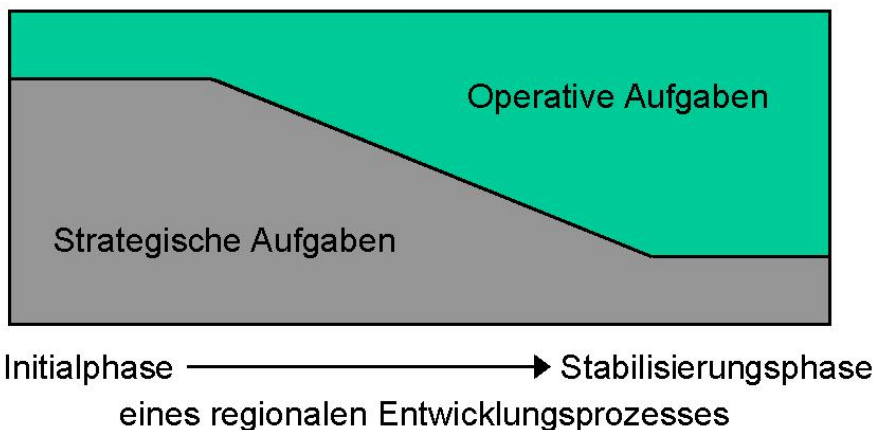 Operative Aufgaben
Strategische Aufgaben
Initialphase Stabilisierungsphase
eines regionalen Entwicklungsprozesses